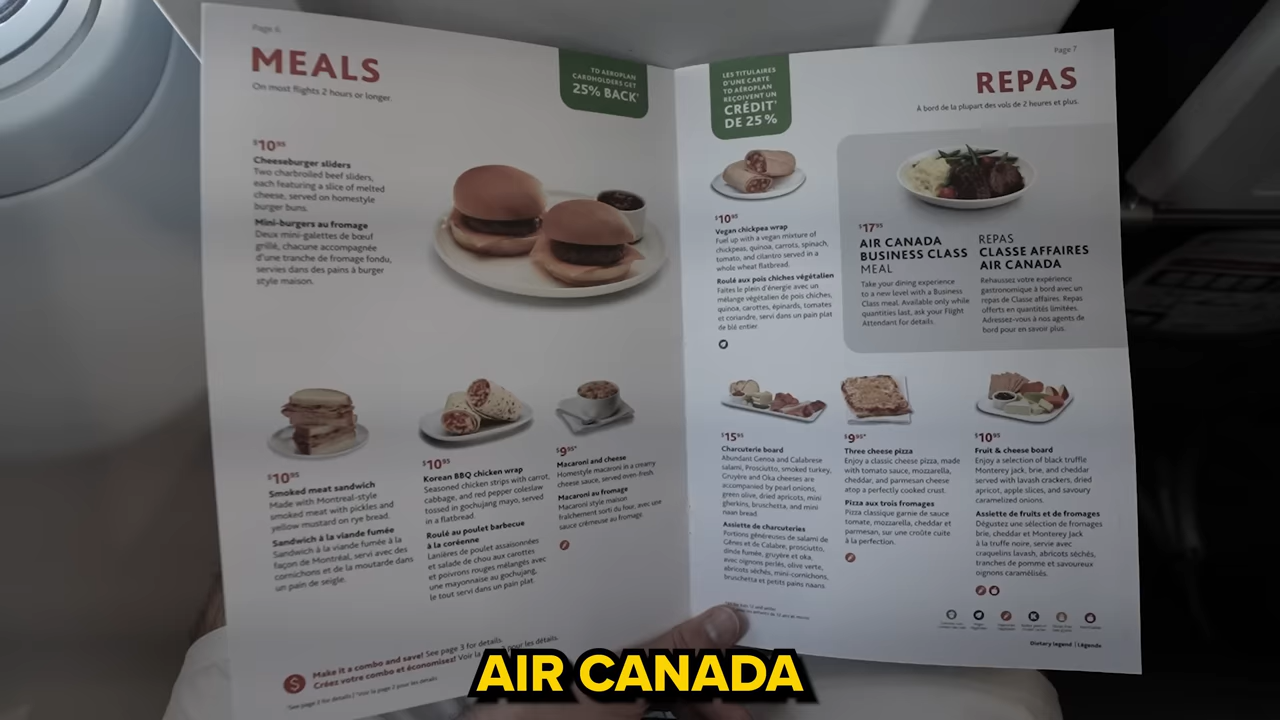 Page 6
MEALS
On most flights 2 hours or longer.
TD AEROPLAN
CARDHOLDERS GET
25% BACK†
$10⁹⁵
Cheeseburger sliders
Two charbroiled beef sliders,
each featuring a slice of melted
cheese, served on homestyle
burger buns.
Mini-burgers au fromage
Deux mini-galettes de bœuf
grillé, chacune accompagnée
d'une tranche de fromage fondu,
servies dans des pains à burger
style maison.
$10⁹⁵
Smoked meat sandwich
Made with Montreal-style
smoked meat with pickles and
yellow mustard on rye bread.
Sandwich à la viande fumée
Sandwich à la viande fumée à la
façon de Montréal, servi avec des
cornichons et de la moutarde dans
un pain de seigle.
$10⁹⁵
Korean BBQ chicken wrap
Seasoned chicken strips with carrot,
cabbage, and red pepper coleslaw
tossed in gochujang mayo, served
in a flatbread.
Roulé au poulet barbecue
à la coréenne
Lanières de poulet assaisonnées
et salade de chou aux carottes
et poivrons rouges mélangés avec
une mayonnaise au gochujang,
le tout servi dans un pain plat.
$9⁹⁵*
Macaroni and cheese
Homestyle macaroni in a creamy
cheese sauce, served oven-fresh.
Macaroni au fromage
Macaroni style maison
fraîchement sorti du four, avec une
sauce crémeuse au fromage.
Make it a combo and save! See page 3 for details.
Créez votre combo et économisez! Voir la pour les détails.
Page 7
REPAS
À bord de la plupart des vols de 2 heures et plus.
LES TITULAIRES
D'UNE CARTE
TD AÉROPLAN
REÇOIVENT UN
CRÉDIT†
DE 25 %
$10⁹⁵
Vegan chickpea wrap
Fuel up with a vegan mixture of
chickpeas, quinoa, carrots, spinach,
tomato, and cilantro served in a
whole wheat flatbread.
Roulé aux pois chiches végétalien
Faites le plein d'énergie avec un
mélange végétalien de pois chiches,
quinoa, carottes, épinards, tomates
et coriandre, servi dans un pain plat
de blé entier.
$17⁹⁵
AIR CANADA
BUSINESS CLASS
MEAL
Take your dining experience
to a new level with a Business
Class meal. Available only while
quantities last, ask your Flight
Attendant for details.
REPAS
CLASSE AFFAIRES
AIR CANADA
Rehaussez votre expérience
gastronomique à bord avec un
repas de Classe affaires. Repas
offerts en quantités limitées.
Adressez-vous à nos agents de
bord pour en savoir plus.
$15⁹⁵
Charcuterie board
Abundant Genoa and Calabrese
salami, Prosciutto, smoked turkey,
Gruyère and Oka cheeses are
accompanied by pearl onions,
green olive, dried apricots, mini
gherkins, bruschetta, and mini
naan bread.
Assiette de charcuteries
Portions généreuses de salami de
Gênes et de Calabre, prosciutto,
dinde fumée, gruyère et oka,
avec oignons perlés, olive verte,
abricots séchés, mini-cornichons,
bruschetta et petits pains naans.
$9⁹⁵*
Three cheese pizza
Enjoy a classic cheese pizza, made
with tomato sauce, mozzarella,
cheddar, and parmesan cheese
atop a perfectly cooked crust.
Pizza aux trois fromages
Pizza classique garnie de sauce
tomate, mozzarella, cheddar et
parmesan, sur une croûte cuite
à la perfection.
$10⁹⁵
Fruit & cheese board
Enjoy a selection of black truffle
Monterey Jack, brie, and cheddar
served with lavash crackers, dried
apricot, apple slices, and savoury
caramelized onions.
Assiette de fruits et de fromages
Dégustez une sélection de fromages
brie, cheddar et Monterey Jack
à la truffe noire, servie avec
craquelins lavash, abricots séchés,
tranches de pomme et savoureux
oignons caramélisés.
Dietary legend | Légende
AIR CANADA